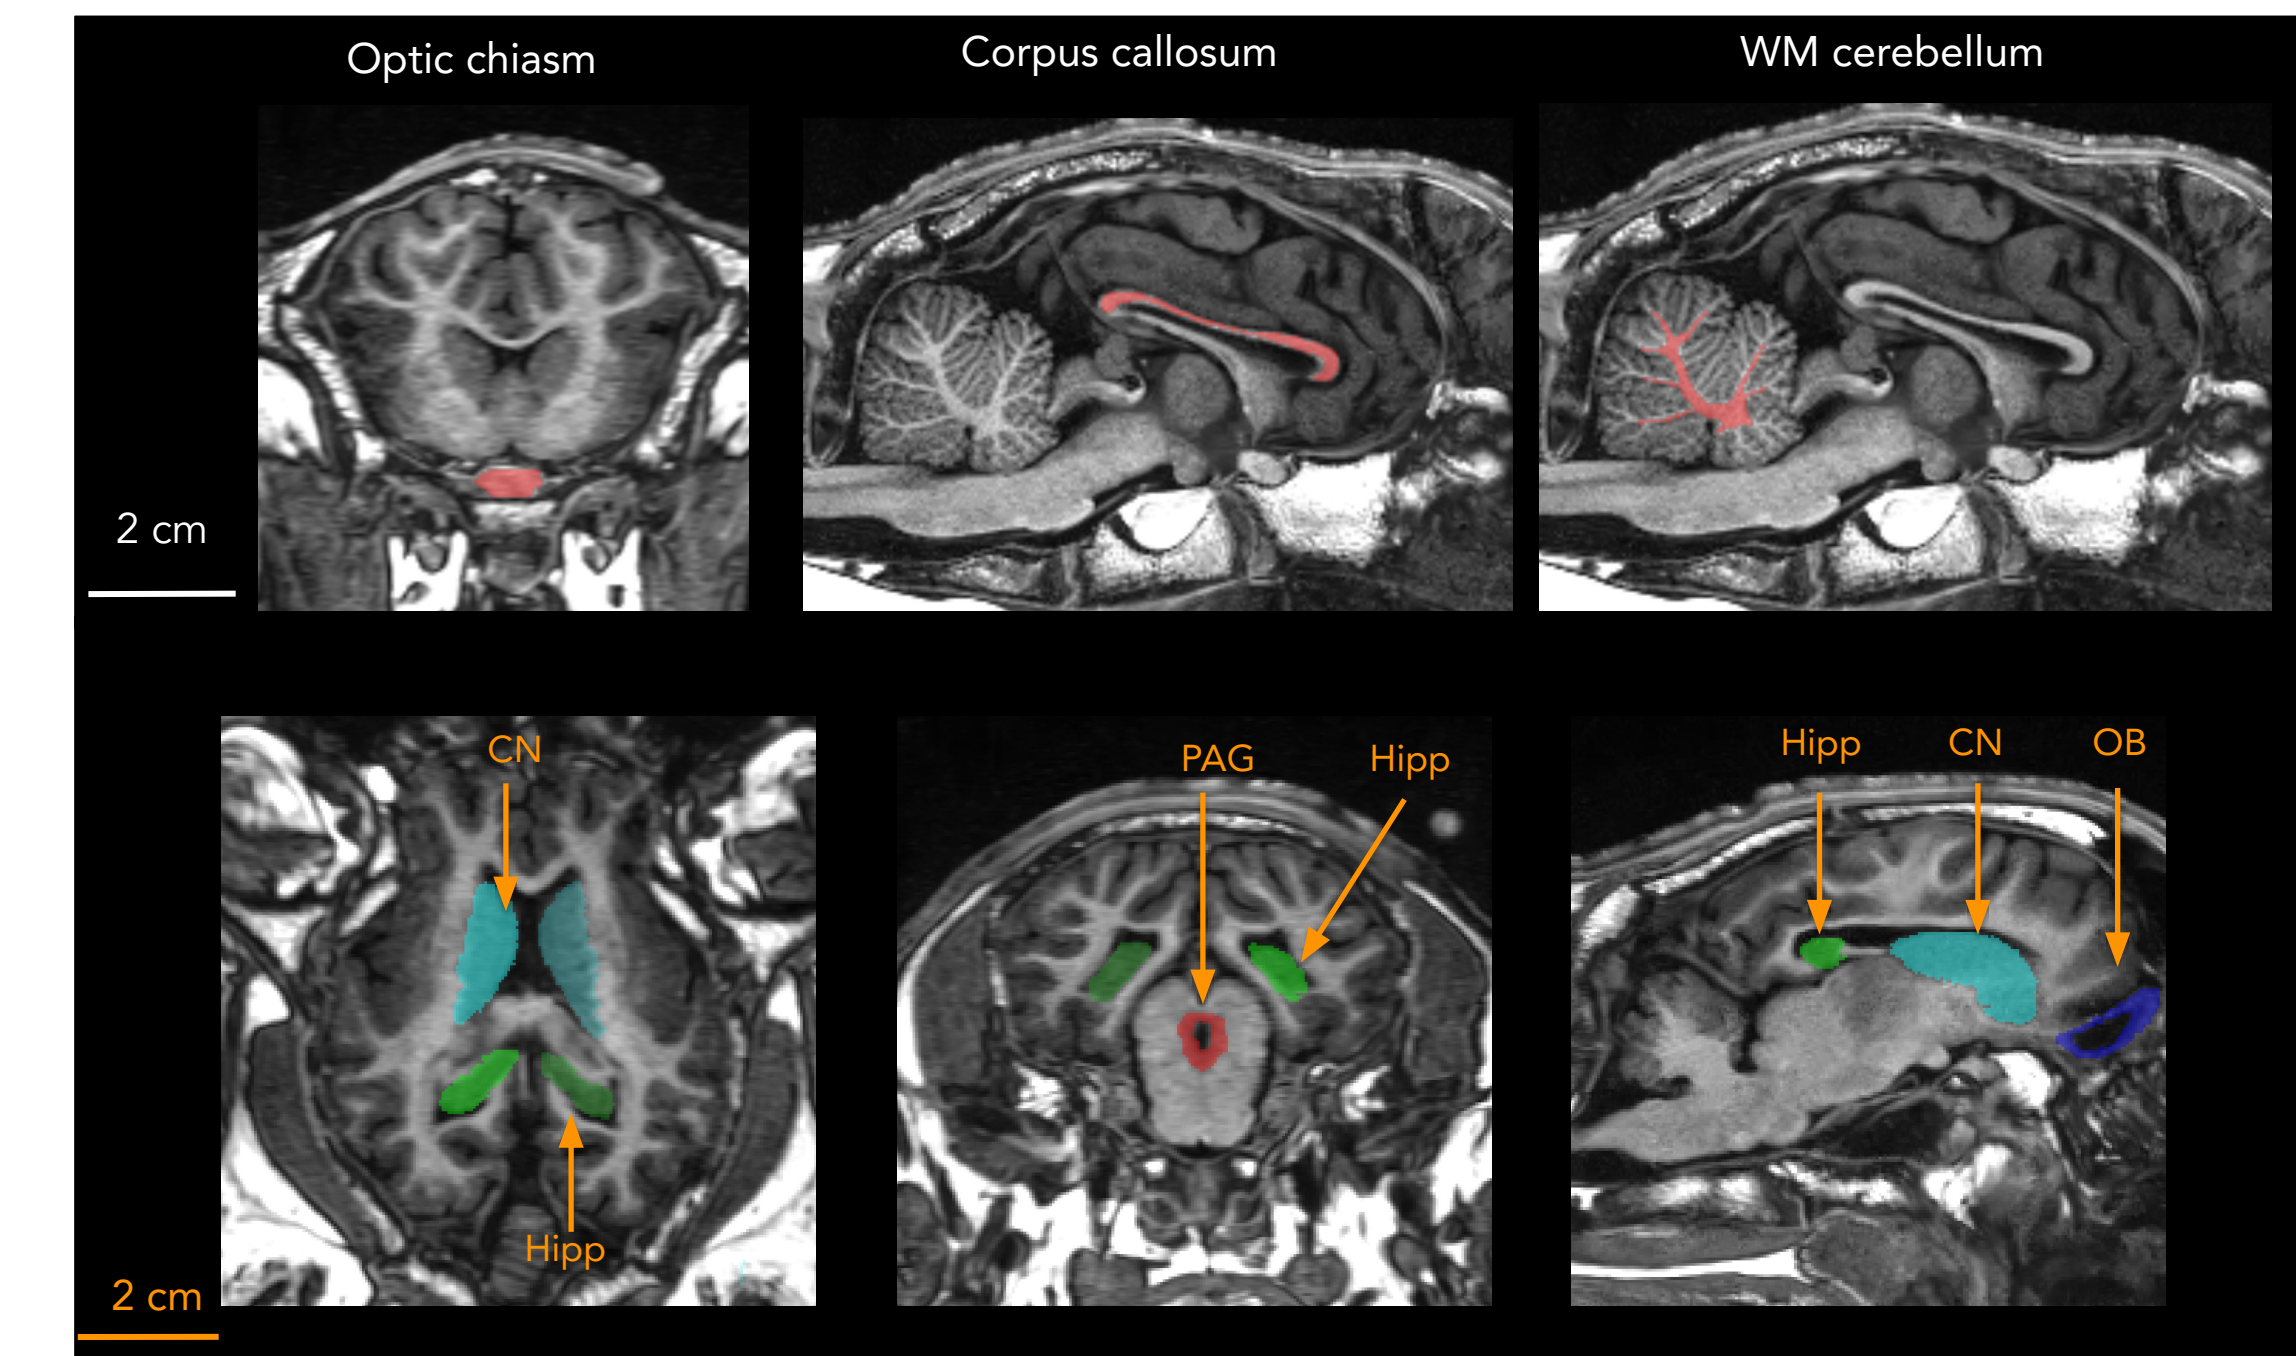 Optic chiasm
Corpus callosum
WM cerebellum
2 cm
CN
Hipp
PAG
Hipp
Hipp
CN
OB
2 cm